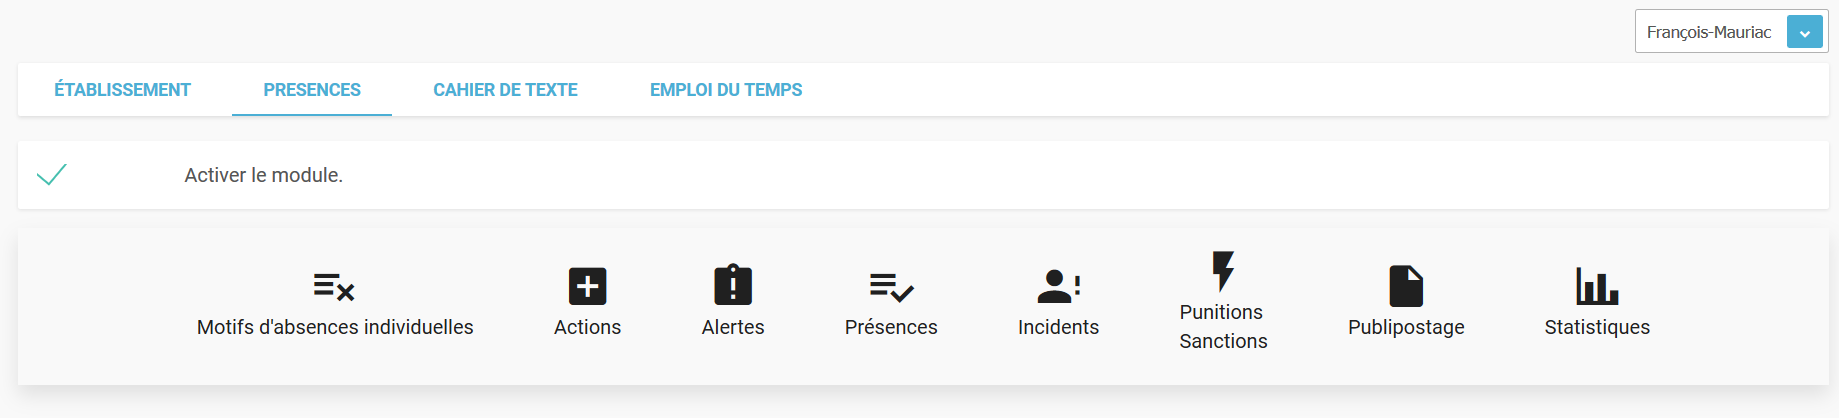 François-Mauriac
ÉTABLISSEMENT PRESENCES CAHIER DE TEXTE EMPLOI DU TEMPS
Activer le module.
Motifs d'absences individuelles
Actions
Alertes
Présences
Incidents
Punitions
Sanctions
Publipostage
Statistiques